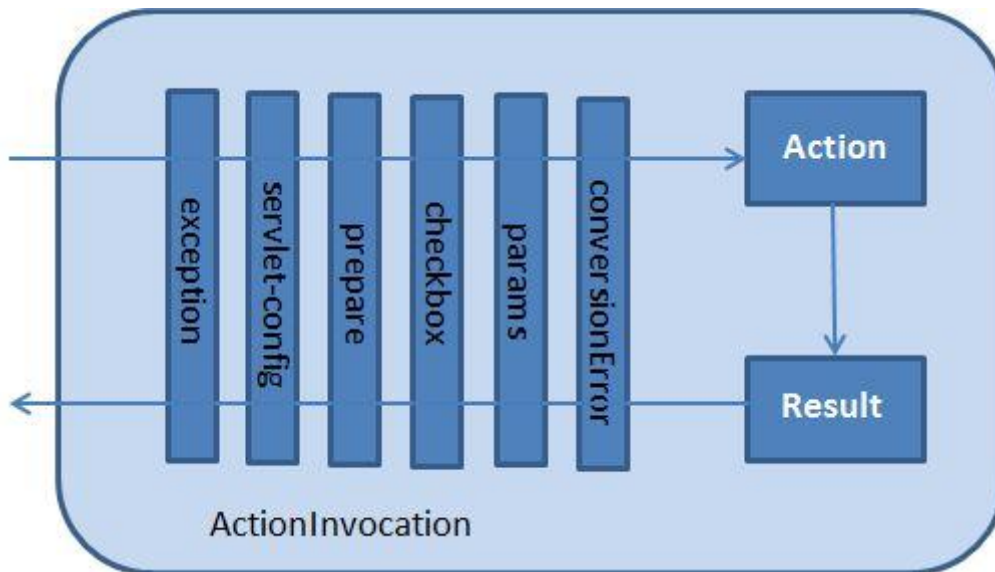 exception
servlet-config
prepare
checkbox
params
conversionError
Action
Result
ActionInvocation